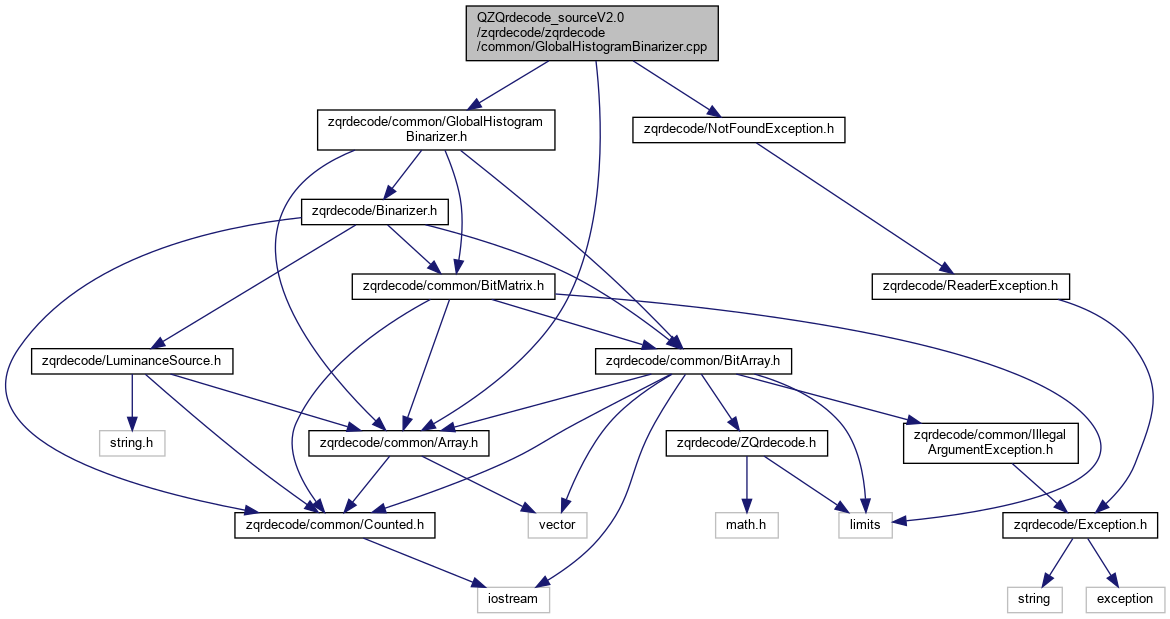 QZQrdecode_sourceV2.0
/zqrdecode/zqrdecode
/common/GlobalHistogramBinarizer.cpp
zqrdecode/common/GlobalHistogram
Binarizer.h
zqrdecode/NotFoundException.h
zqrdecode/Binarizer.h
zqrdecode/common/BitMatrix.h
zqrdecode/ReaderException.h
zqrdecode/LuminanceSource.h
zqrdecode/common/BitArray.h
string.h
zqrdecode/common/Array.h
zqrdecode/ZQrdecode.h
zqrdecode/common/Illegal
ArgumentException.h
zqrdecode/common/Counted.h
vector
math.h
limits
zqrdecode/Exception.h
iostream
string
exception